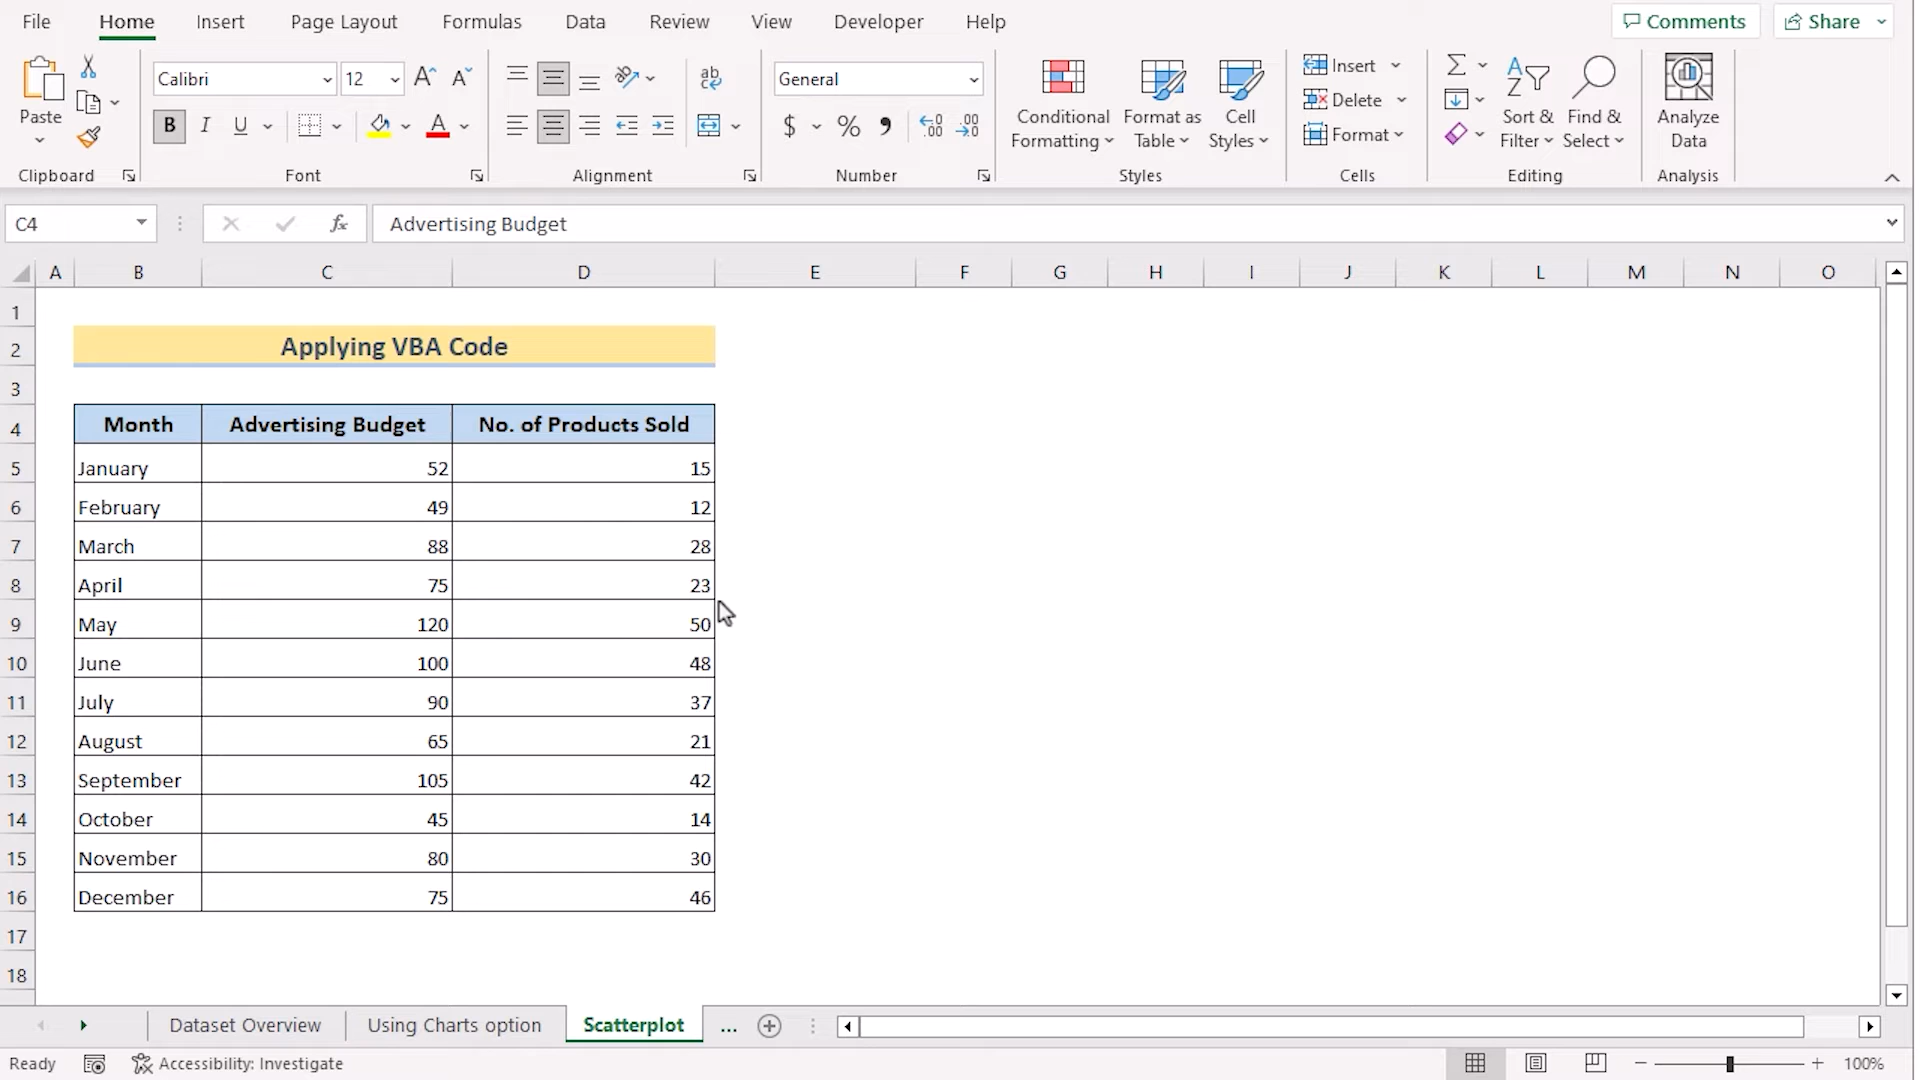 File Home Insert Page Layout Formulas Data Review View Developer Help Comments Share
Paste
Calibri 12
B I U A
ab
General
$ % 9 .00 .00
Conditional Formatting
Format as Table
Cell Styles
Insert
Delete
Format
Sort & Filter
Find & Select
Analyze Data
Clipboard Font Alignment Number Styles Cells Editing Analysis
C4 fx Advertising Budget
A B C D E F G H I J K L M N O
1
2 Applying VBA Code
3
4 Month Advertising Budget No. of Products Sold
5 January 52 15
6 February 49 12
7 March 88 28
8 April 75 23
9 May 120 50
10 June 100 48
11 July 90 37
12 August 65 21
13 September 105 42
14 October 45 14
15 November 80 30
16 December 75 46
17
18
Dataset Overview Using Charts option Scatterplot ...
Ready Accessibility: Investigate 100%